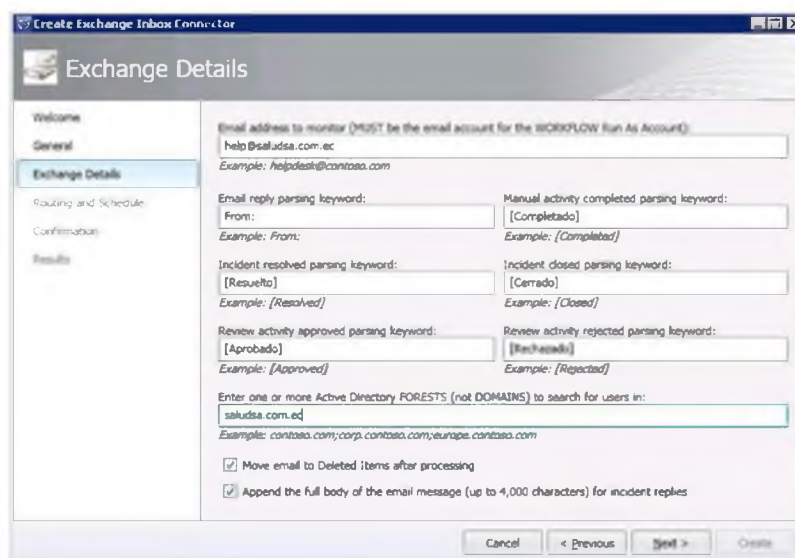 Create Exchange Inbox Connector
Exchange Details
Welcome
General
Exchange Details
Routing and Schedule
Confirmation
Results
Email address to monitor (MUST be the email account for the WORKFLOW Run As Account):
help@saludsa.com.ec
Example: helpdesk@contoso.com
Email reply parsing keyword:
From:
Example: From:
Manual activity completed parsing keyword:
[Completado]
Example: [Completed]
Incident resolved parsing keyword:
[Resuelto]
Example: [Resolved]
Incident closed parsing keyword:
[Cerrado]
Example: [Closed]
Review activity approved parsing keyword:
[Aprobado]
Example: [Approved]
Review activity rejected parsing keyword:
[Rechazado]
Example: [Rejected]
Enter one or more Active Directory FORESTS (not DOMAINS) to search for users in:
saludsa.com.ec
Example: contoso.com;corp.contoso.com;europe.contoso.com
Move email to Deleted Items after processing
Append the full body of the email message (up to 4,000 characters) for incident replies
Cancel
< Previous
Next >
Create